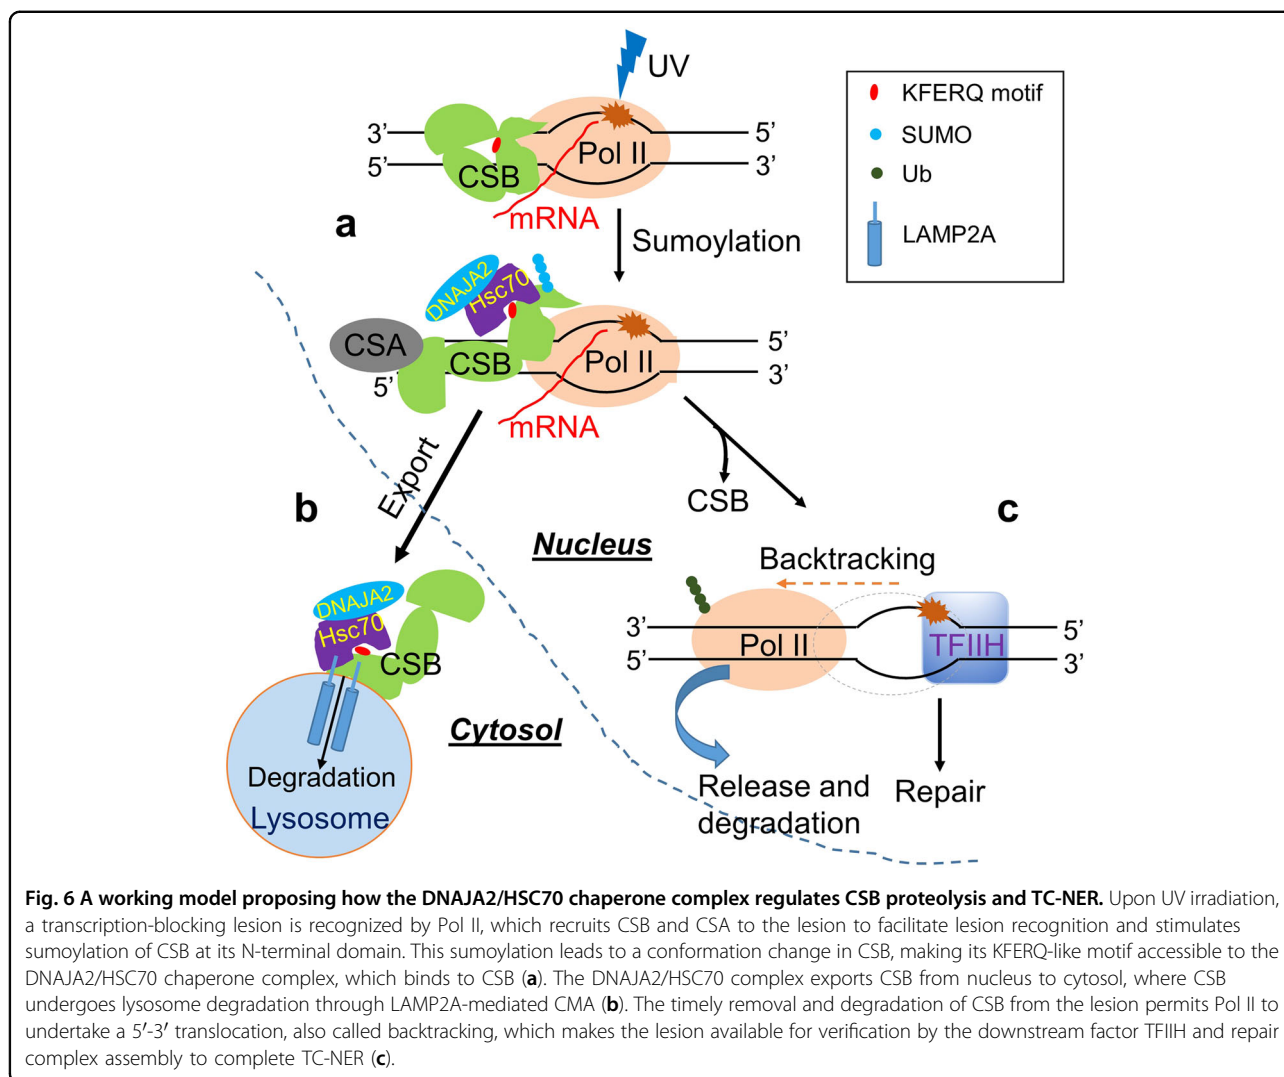 UV
3’
5’
Pol II
5’
3’
CSB
mRNA
KFERQ motif
SUMO
Ub
LAMP2A
a
Sumoylation
DNAJA2
Hsc70
CSA
CSB
Pol II
5’
5’
3’
mRNA
Export
CSB
b
c
Nucleus
Backtracking
DNAJA2
Hsc70
CSB
3’
5’
Pol II
TFIIH
5’
3’
Cytosol
Degradation
Lysosome
Release and
degradation
Repair
Fig. 6 A working model proposing how the DNAJA2/HSC70 chaperone complex regulates CSB proteolysis and TC-NER. Upon UV irradiation,
a transcription-blocking lesion is recognized by Pol II, which recruits CSB and CSA to the lesion to facilitate lesion recognition and stimulates
sumoylation of CSB at its N-terminal domain. This sumoylation leads to a conformation change in CSB, making its KFERQ-like motif accessible to the
DNAJA2/HSC70 chaperone complex, which binds to CSB (a). The DNAJA2/HSC70 complex exports CSB from nucleus to cytosol, where CSB
undergoes lysosome degradation through LAMP2A-mediated CMA (b). The timely removal and degradation of CSB from the lesion permits Pol II to
undertake a 5′-3′ translocation, also called backtracking, which makes the lesion available for verification by the downstream factor TFIIH and repair
complex assembly to complete TC-NER (c).